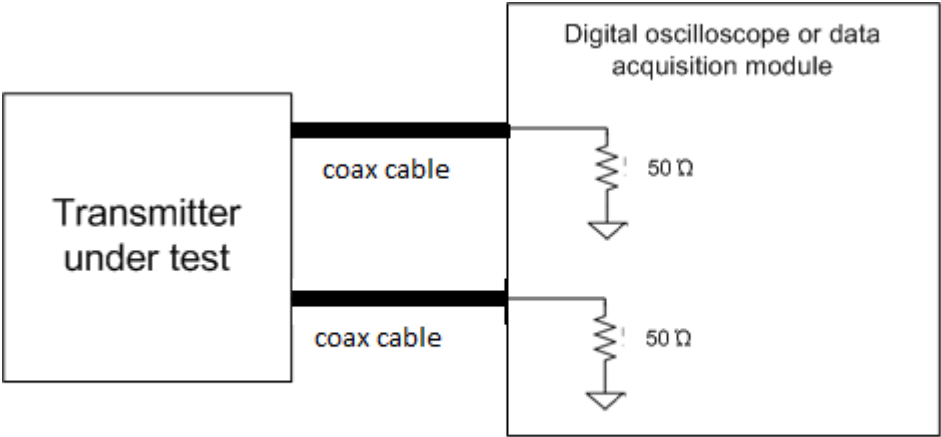 Digital oscilloscope or data
acquisition module
coax cable
50 Ω
Transmitter
under test
coax cable
50 Ω